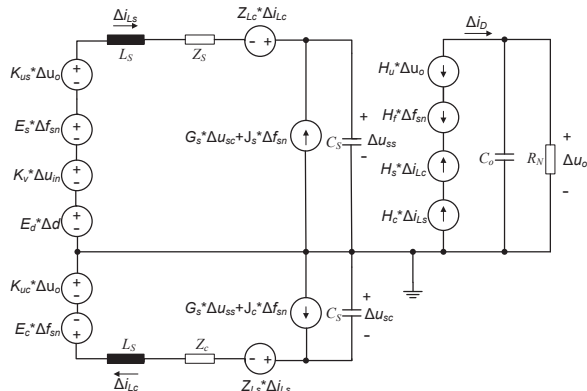 Δi_Ls
Z_Lc*Δi_Lc
L_S
Z_S
K_us*Δu_o
E_s*Δf_sn
K_v*Δu_in
E_d*Δd
G_s*Δu_sc+J_s*Δf_sn
C_S
+
Δu_ss
-
Δi_D
H_u*Δu_o
H_f*Δf_sn
H_s*Δi_Lc
H_c*Δi_Ls
C_o
R_N
+
Δu_o
-
K_uc*Δu_o
E_c*Δf_sn
G_s*Δu_ss+J_c*Δf_sn
C_S
+
Δu_sc
-
L_S
Z_c
Δi_Lc
Z_Ls*Δi_Ls